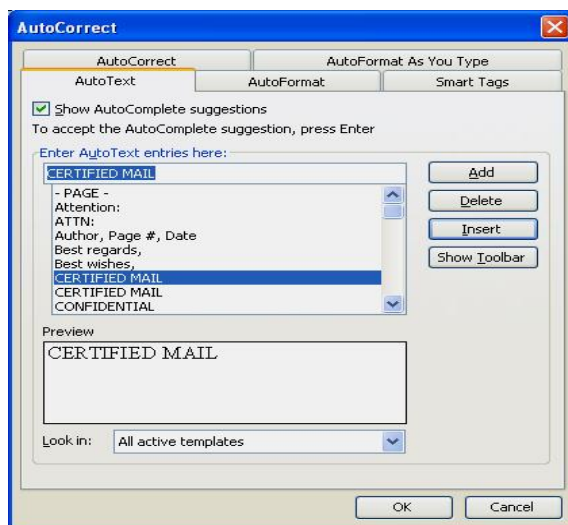 AutoCorrect
AutoCorrect
AutoFormat As You Type
AutoText
AutoFormat
Smart Tags
Show AutoComplete suggestions
To accept the AutoComplete suggestion, press Enter
Enter AutoText entries here:
CERTIFIED MAIL
- PAGE -
Attention:
ATTN:
Author, Page #, Date
Best regards,
Best wishes,
CERTIFIED MAIL
CERTIFIED MAIL
CONFIDENTIAL
Add
Delete
Insert
Show Toolbar
Preview
CERTIFIED MAIL
Look in: All active templates
OK
Cancel